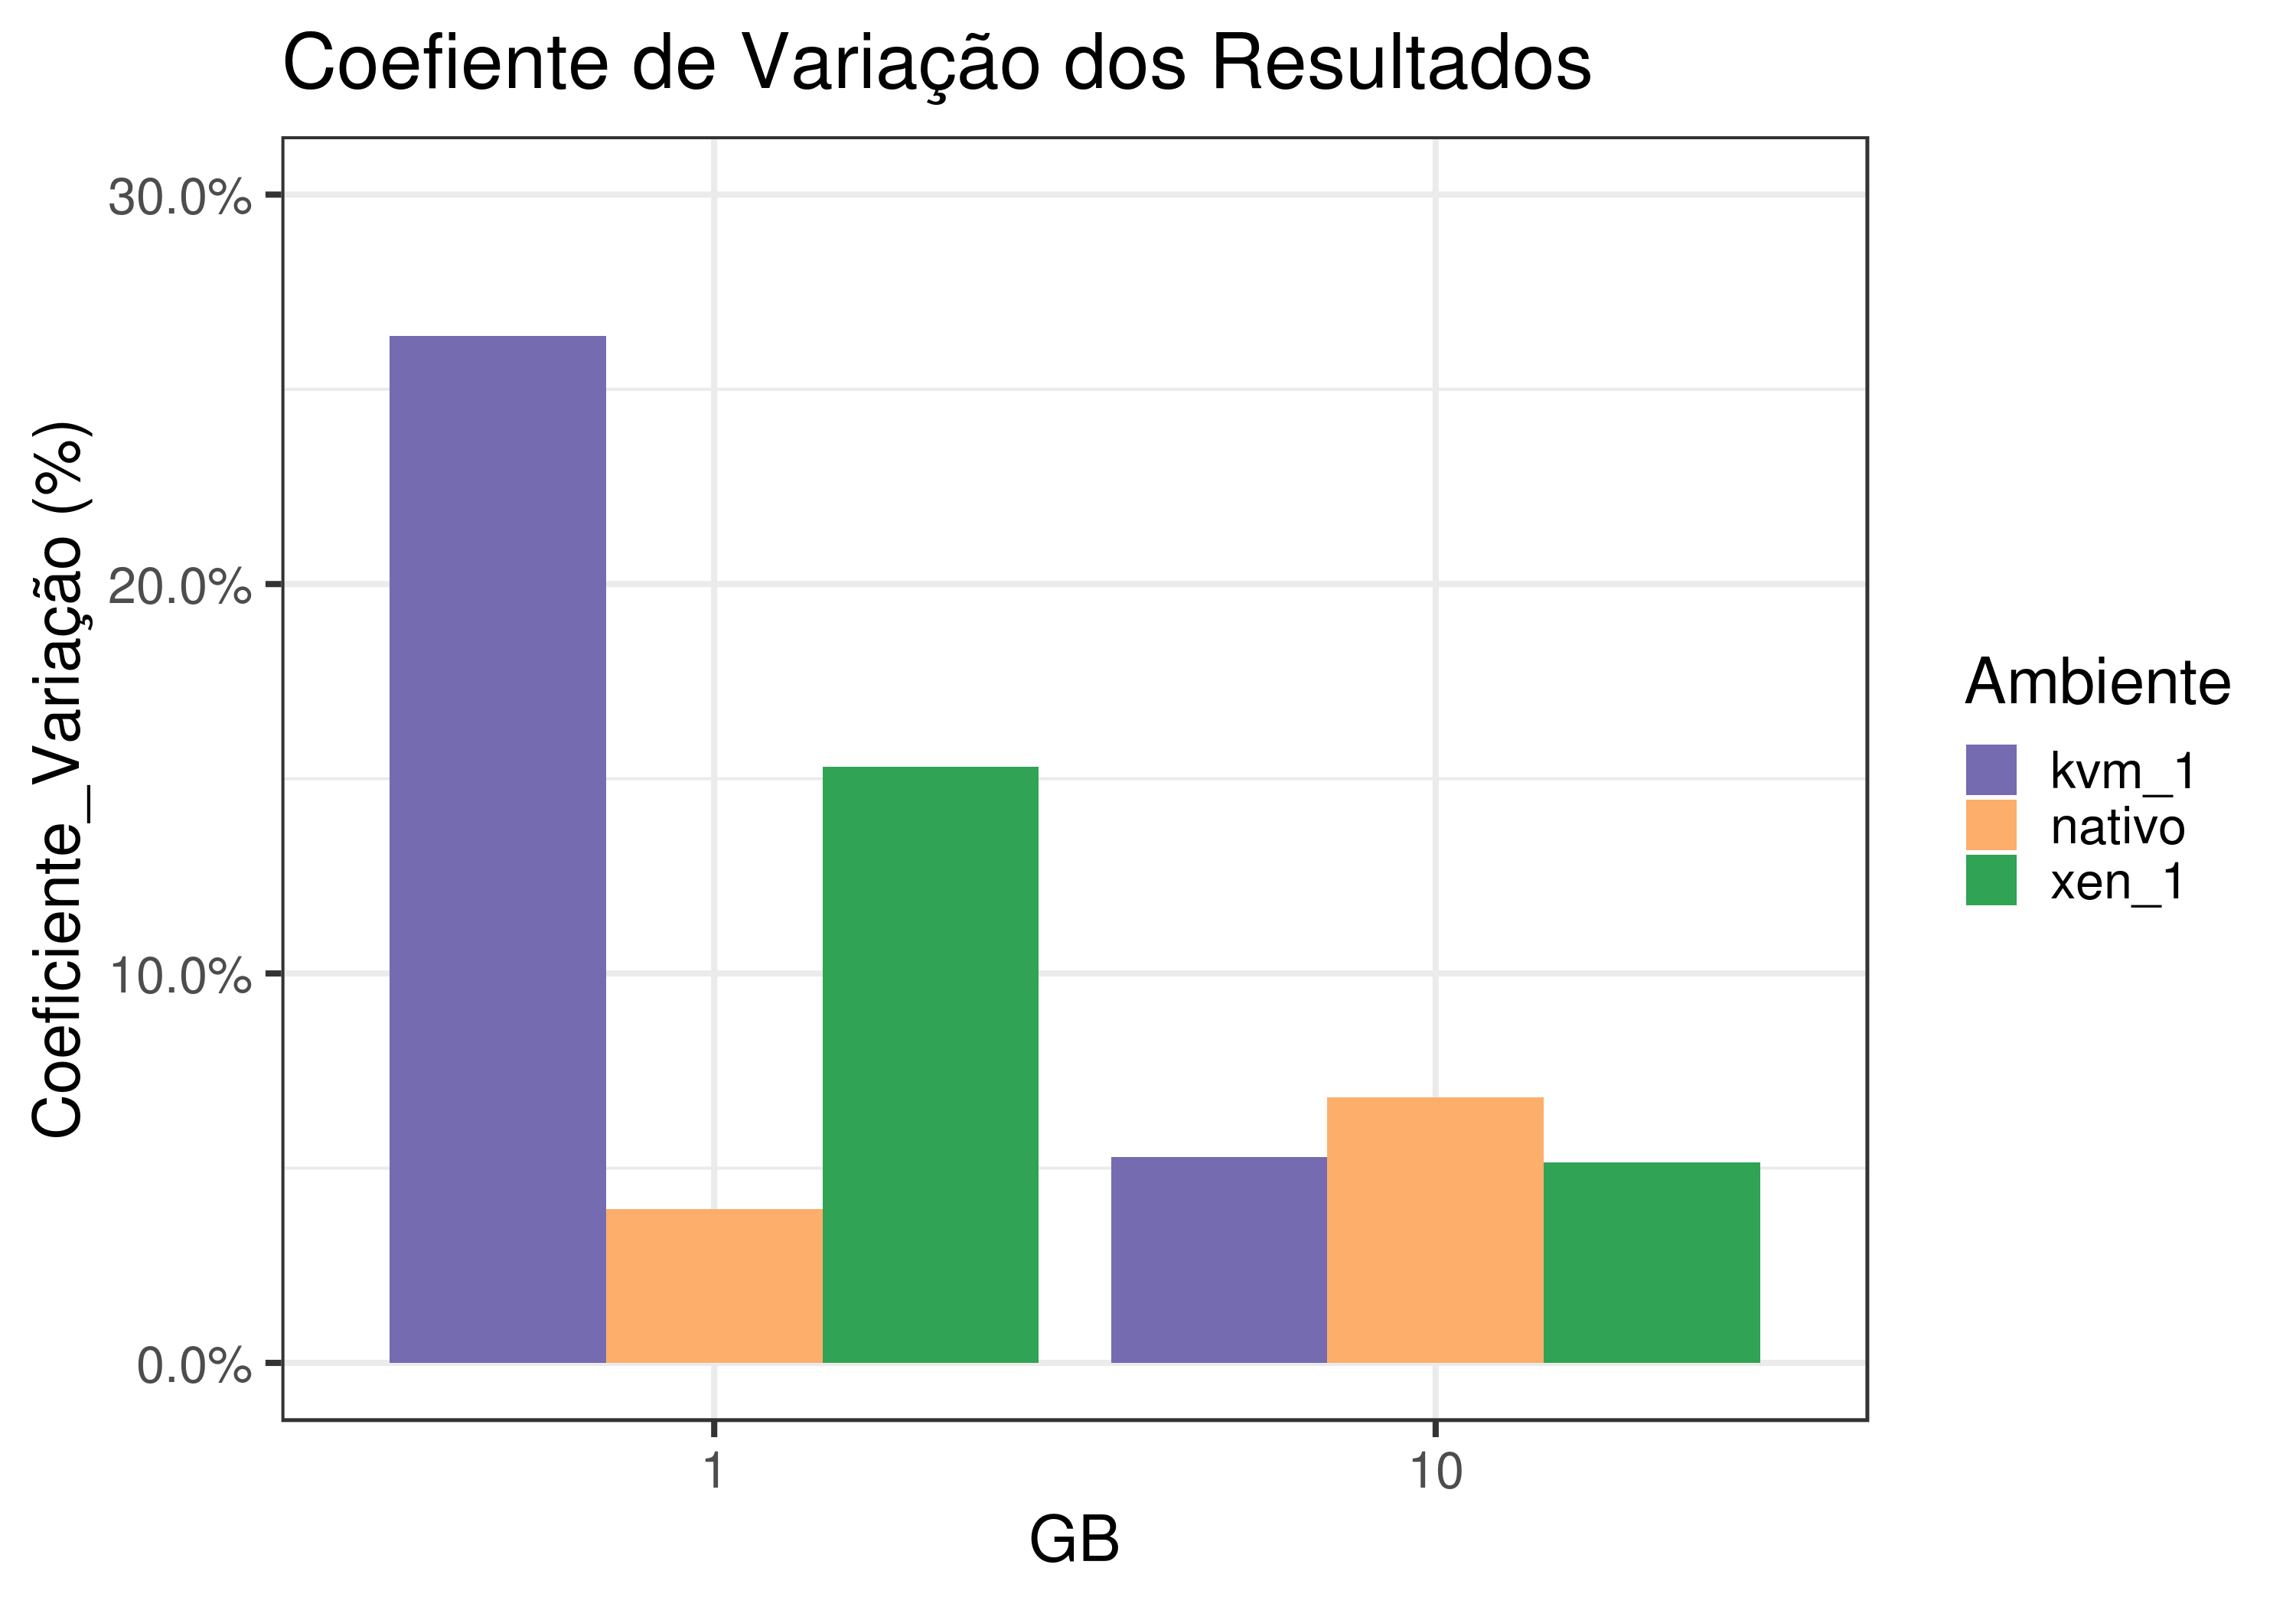 Coefiente de Variação dos Resultados
Coeficiente_Variação (%)
30.0%
20.0%
10.0%
0.0%
1
10
GB
Ambiente
kvm_1
nativo
xen_1